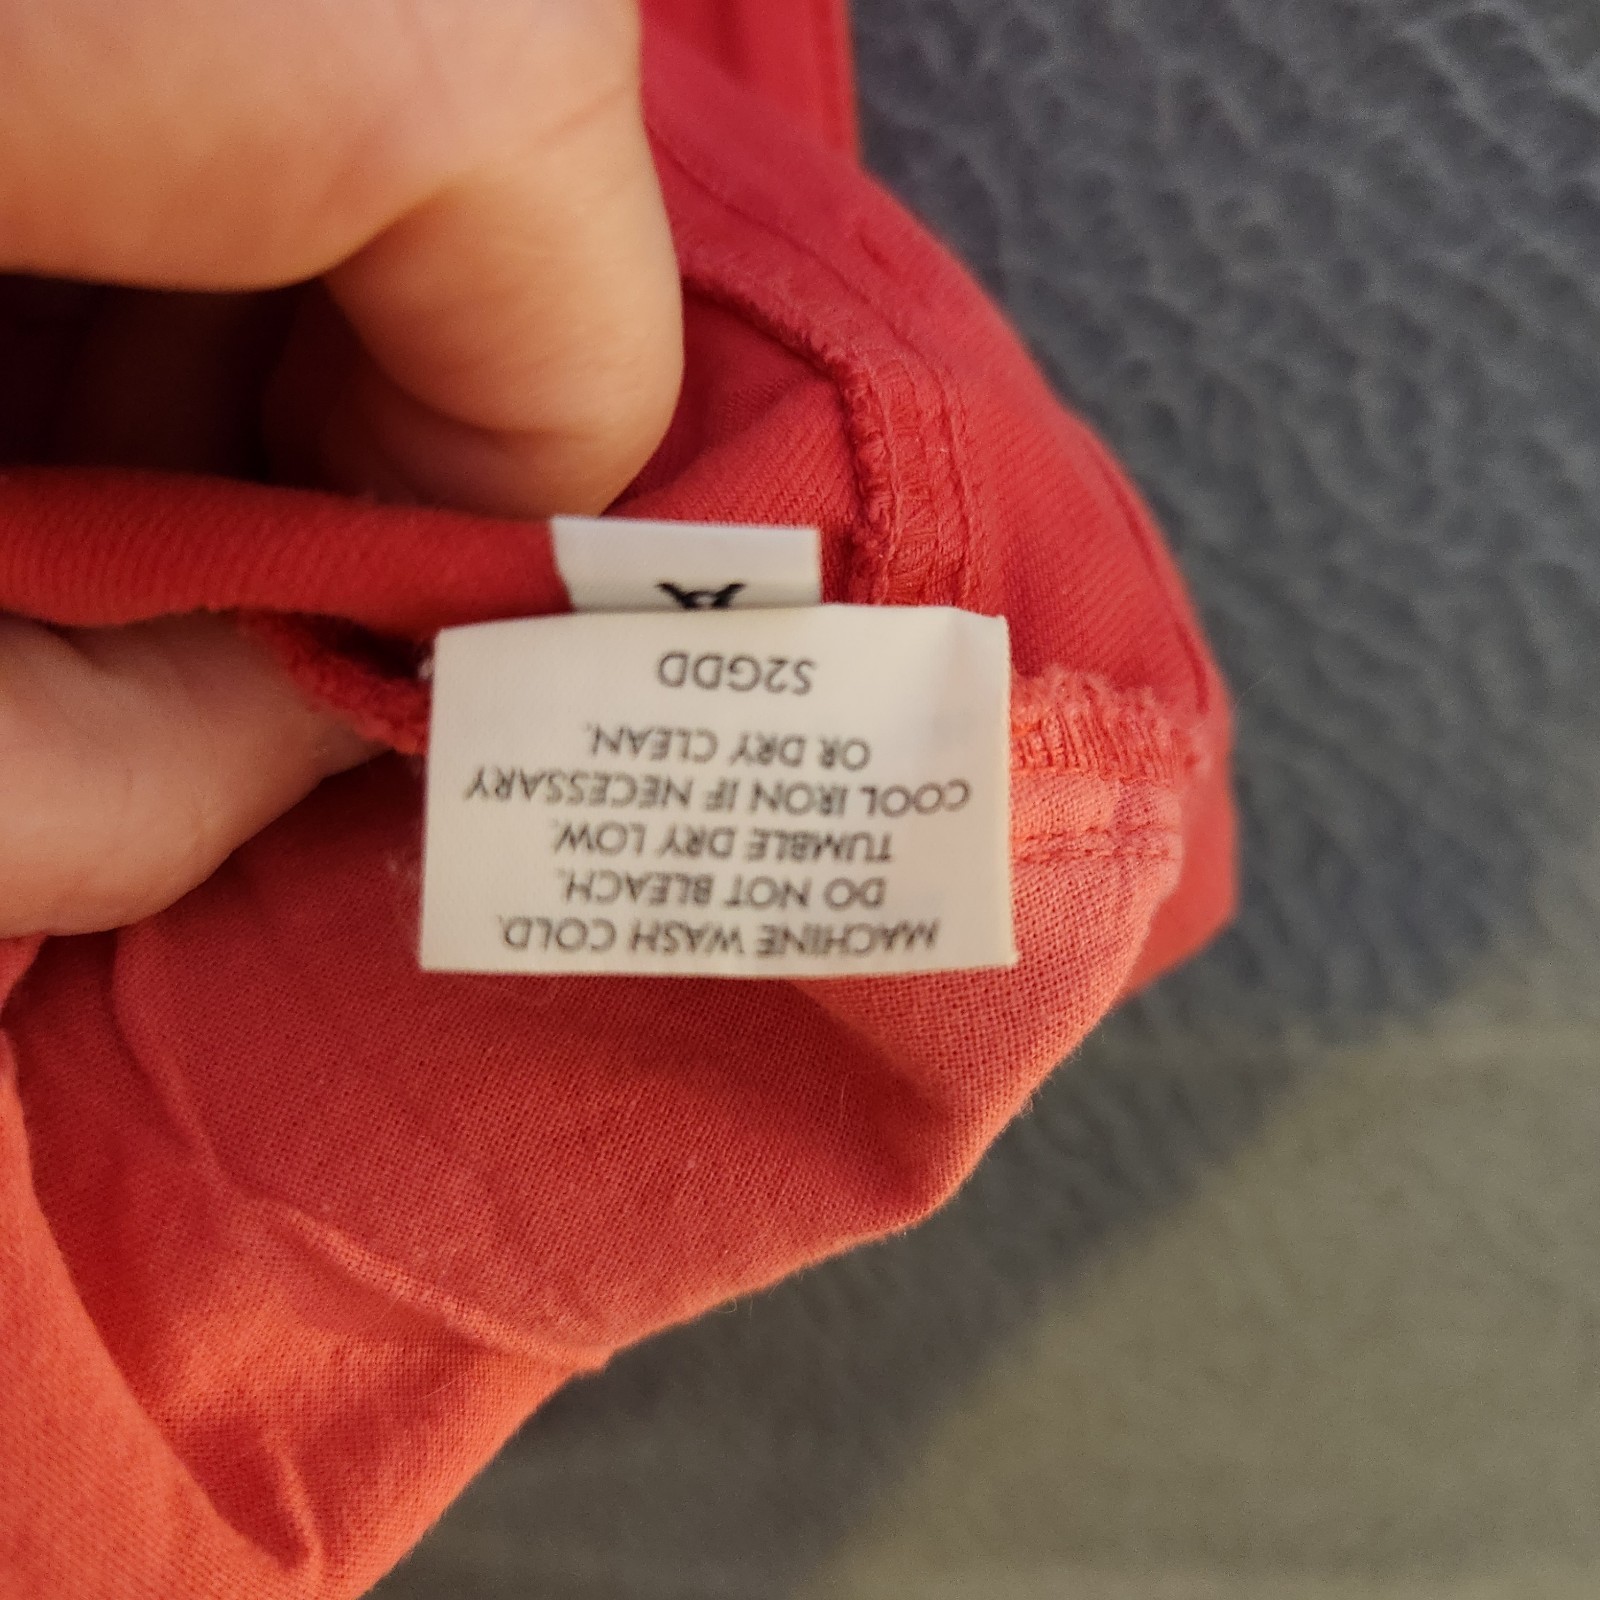 MACHINE WASH COLD.
DO NOT BLEACH.
TUMBLE DRY LOW.
COOL IRON IF NECESSARY
OR DRY CLEAN.
S2GDD